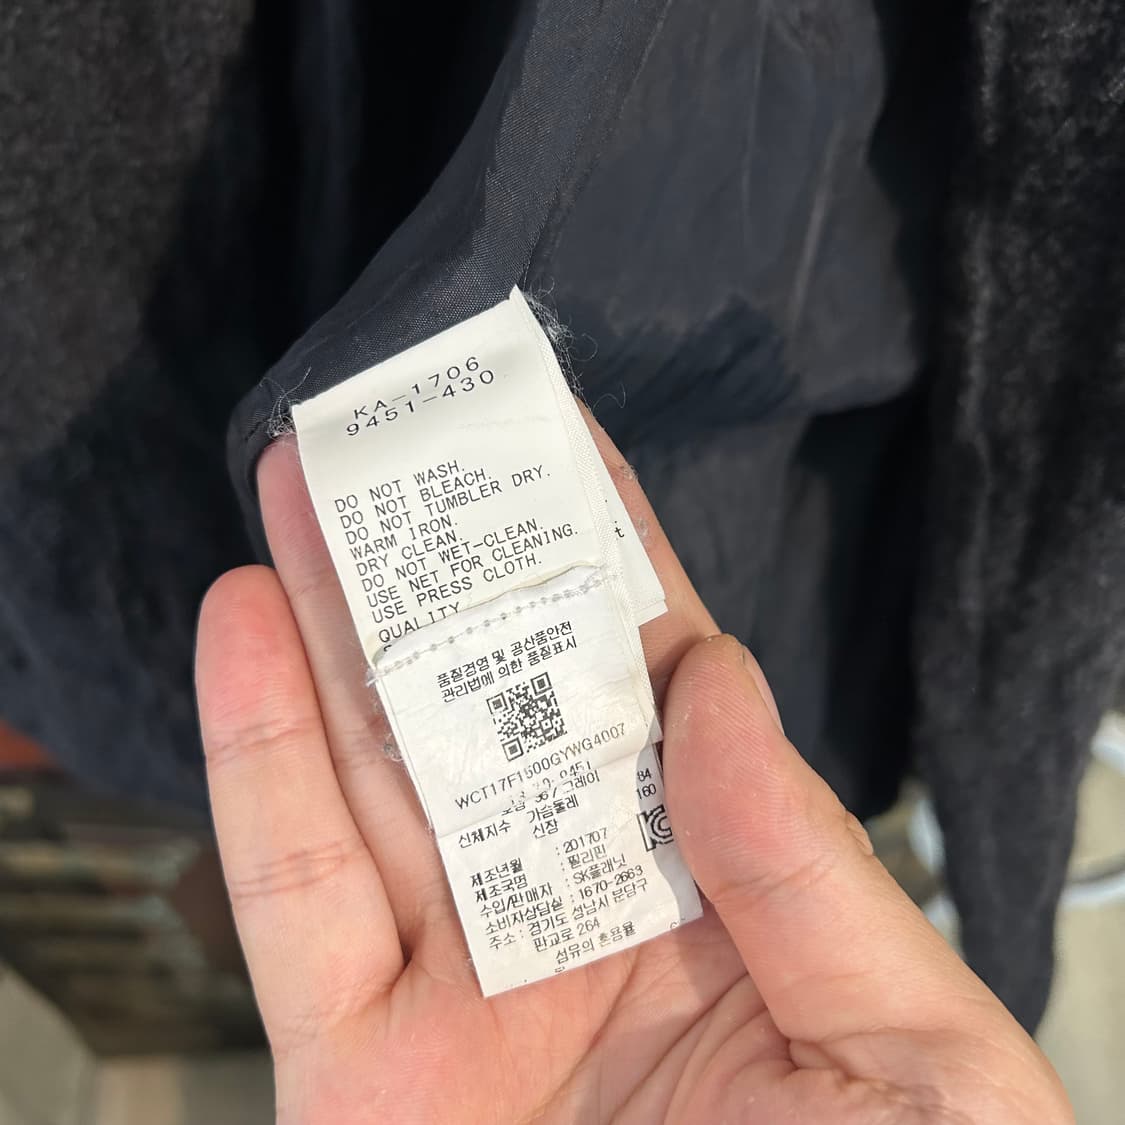 KA-1706
9451-430
DO NOT WASH.
DO NOT BLEACH.
DO NOT TUMBLER DRY.
WARM IRON.
DRY CLEAN.
DO NOT WET-CLEAN.
USE NET FOR CLEANING.
USE PRESS CLOTH.
QUALITY
t
품질경영 및 공산품안전
관리법에 의한 품질표시
WCT17F1500GYWG4007
36 / 그레이
신체치수 가슴둘레 84
신장 160
제조년월 : 201707
제조국명 : 필리핀
수입/판매자 : SK플래닛
소비자상담실 : 1670-2663
주소 : 경기도 성남시 분당구
판교로 264
섬유의 혼용율